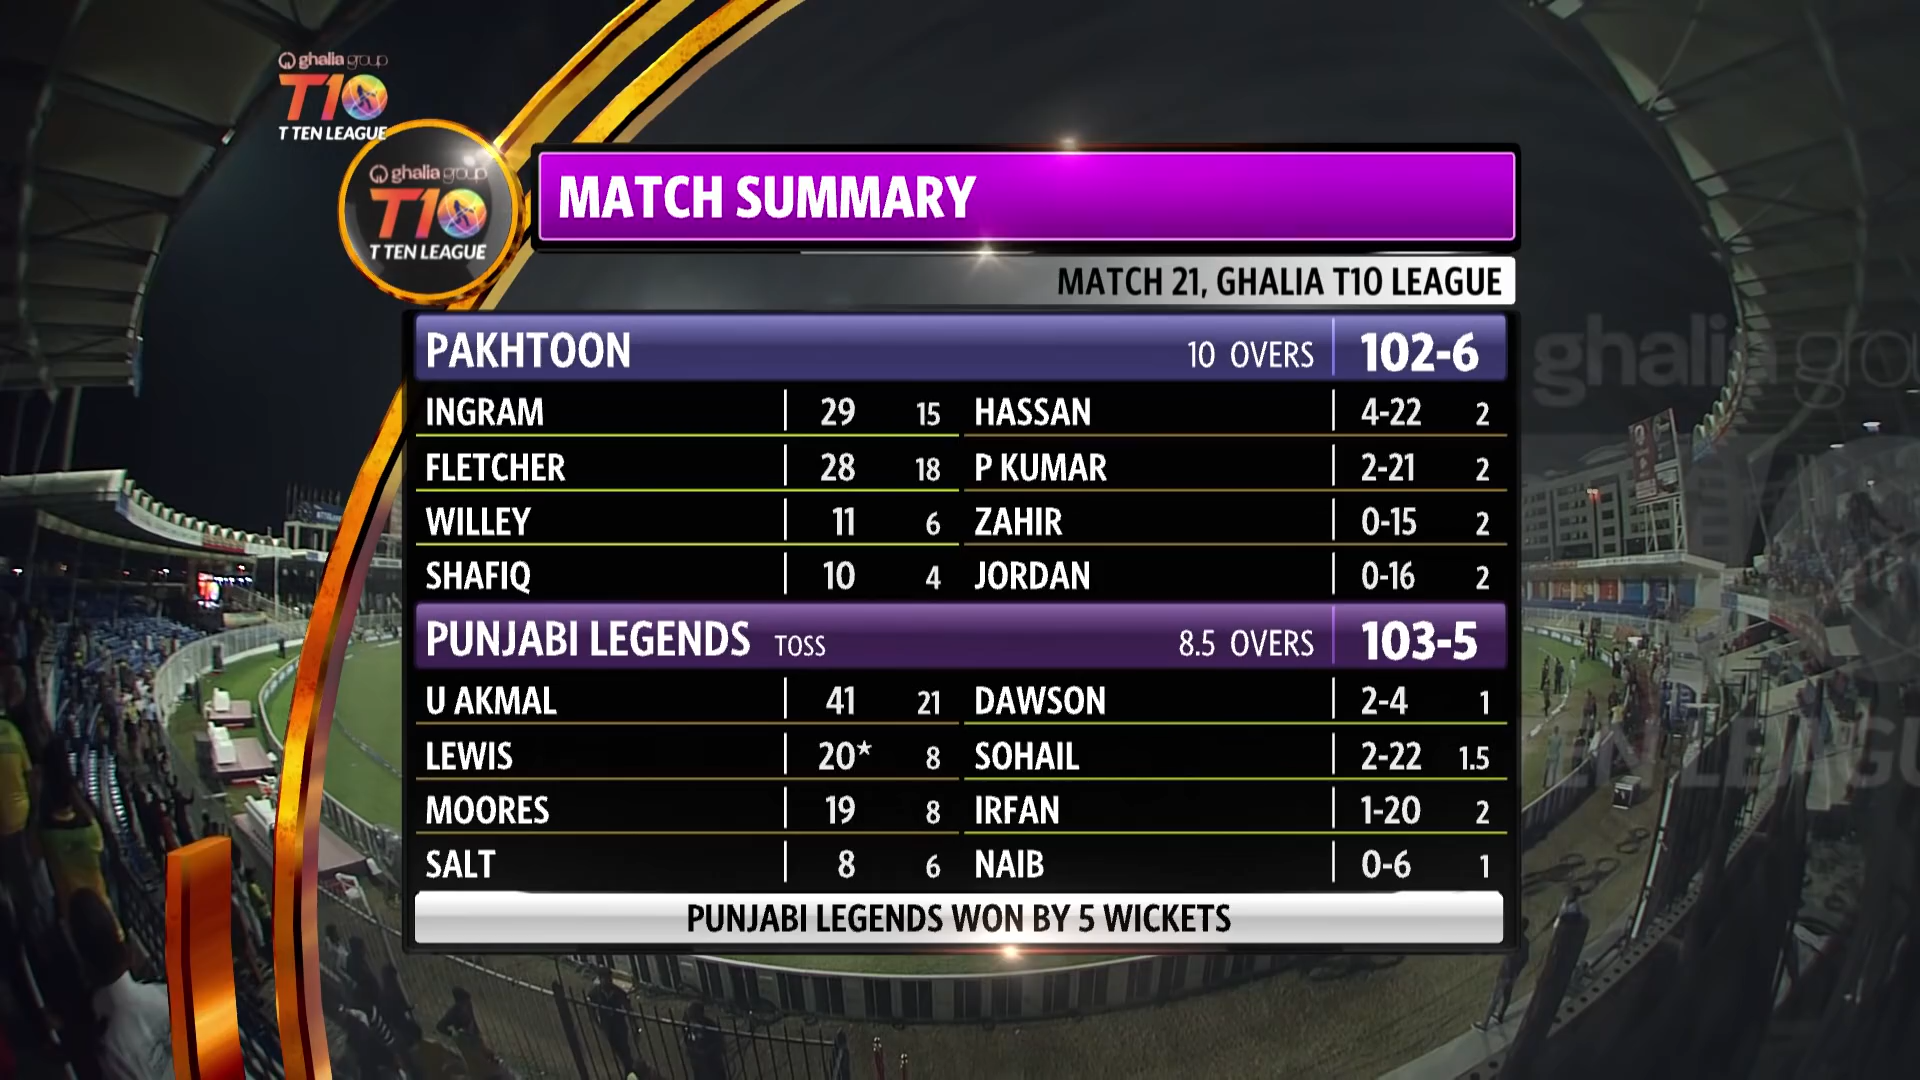 ghalia group
T10
T TEN LEAGUE
ghalia group
T10
T TEN LEAGUE
MATCH SUMMARY
MATCH 21, GHALIA T10 LEAGUE
PAKHTOON 10 OVERS 102-6
INGRAM 29 15 HASSAN 4-22 2
FLETCHER 28 18 P KUMAR 2-21 2
WILLEY 11 6 ZAHIR 0-15 2
SHAFIQ 10 4 JORDAN 0-16 2
PUNJABI LEGENDS TOSS 8.5 OVERS 103-5
U AKMAL 41 21 DAWSON 2-4 1
LEWIS 20* 8 SOHAIL 2-22 1.5
MOORES 19 8 IRFAN 1-20 2
SALT 8 6 NAIB 0-6 1
PUNJABI LEGENDS WON BY 5 WICKETS
ghalia grou